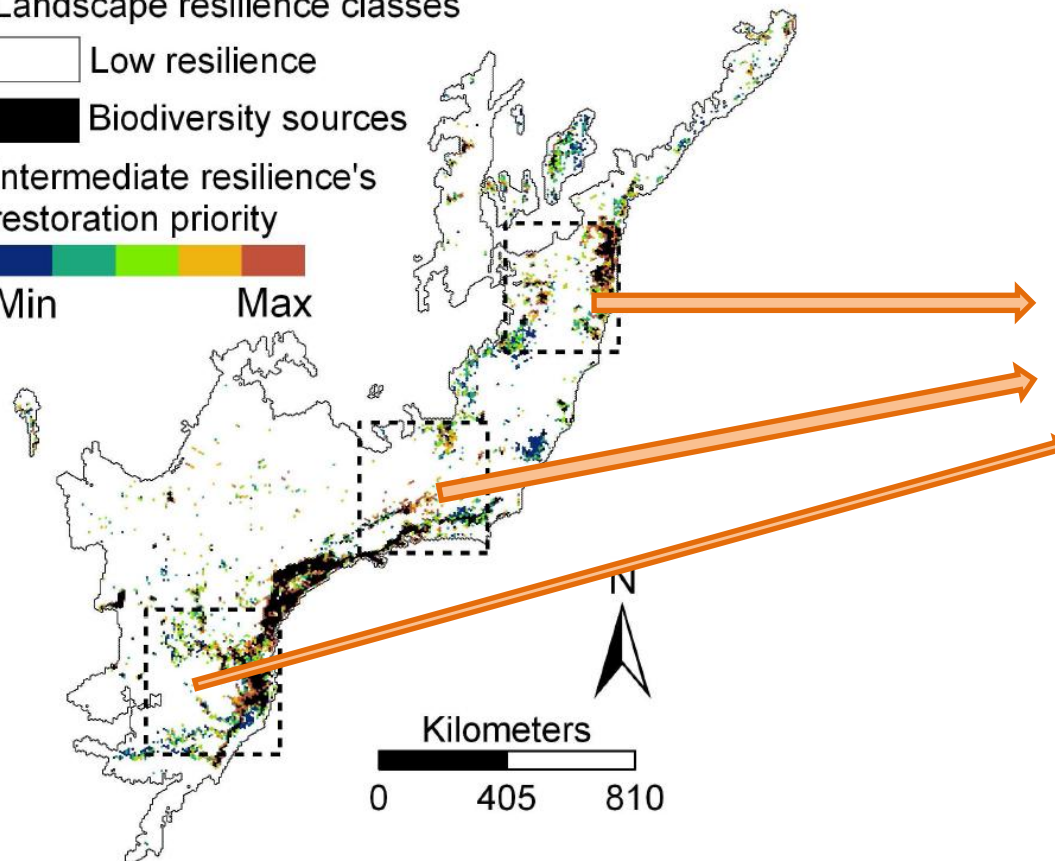 Landscape resilience classes
Low resilience
Biodiversity sources
Intermediate resilience's
restoration priority
Min Max
N
Kilometers
0 405 810